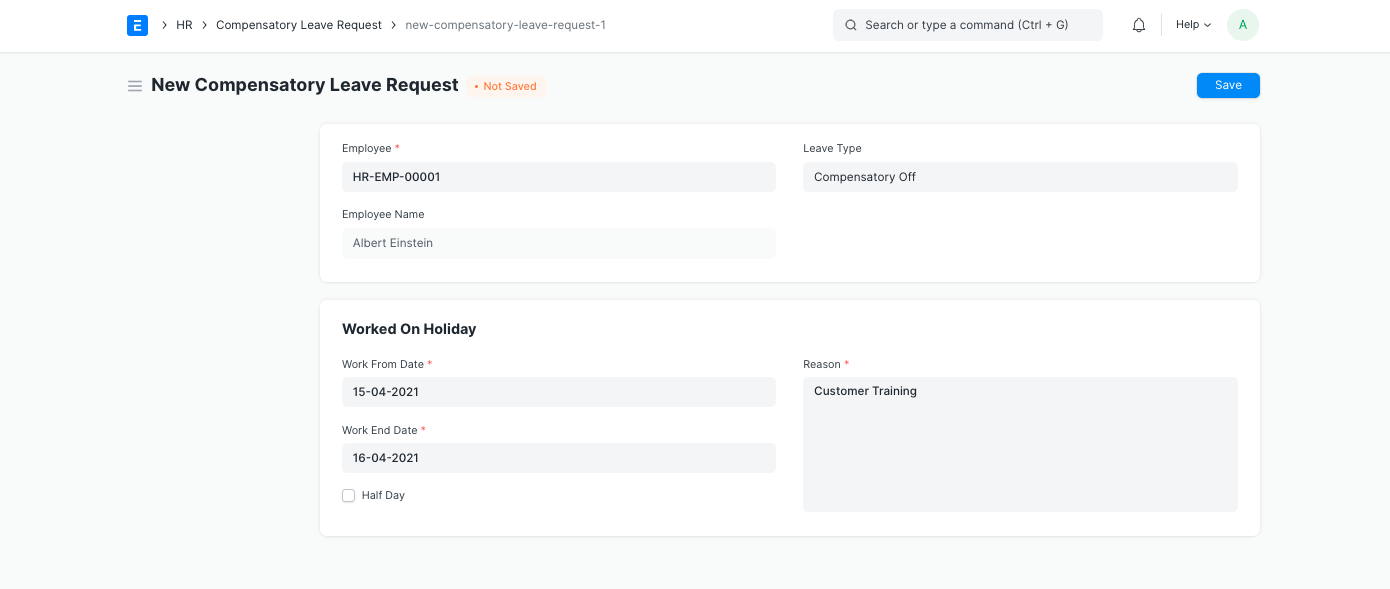 E > HR > Compensatory Leave Request > new-compensatory-leave-request-1 Search or type a command (Ctrl + G) Help A
New Compensatory Leave Request • Not Saved Save
Employee *
HR-EMP-00001
Leave Type
Compensatory Off
Employee Name
Albert Einstein
Worked On Holiday
Work From Date *
15-04-2021
Work End Date *
16-04-2021
Half Day
Reason *
Customer Training